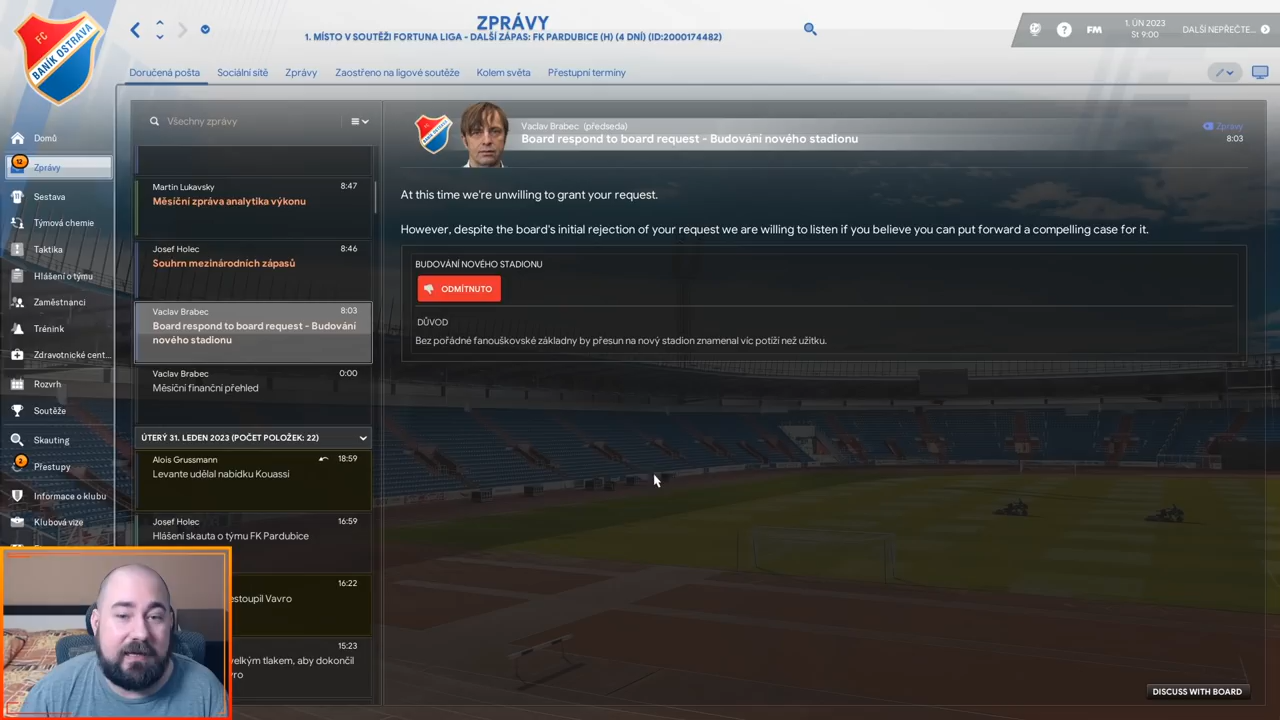 FC
BANÍK OSTRAVA
ZPRÁVY
1. MÍSTO V SOUTĚŽI FORTUNA LIGA - DALŠÍ ZÁPAS: FK PARDUBICE (H) (4 DNÍ) (ID:2000174482)
?
FM
1. ÚN 2023
St 9:00
DALŠÍ NEPŘEČTE...
Doručená pošta
Sociální sítě
Zprávy
Zaostřeno na ligové soutěže
Kolem světa
Přestupní termíny
Domů
12
Zprávy
Sestava
Týmová chemie
Taktika
Hlášení o týmu
Zaměstnanci
Trénink
Zdravotnické cent...
Rozvrh
Soutěže
Skauting
2
Přestupy
Informace o klubu
Klubová vize
Všechny zprávy
Martin Lukavsky 8:47
Měsíční zpráva analytika výkonu
Josef Holec 8:46
Souhrn mezinárodních zápasů
Vaclav Brabec 8:03
Board respond to board request - Budování
nového stadionu
Vaclav Brabec 0:00
Měsíční finanční přehled
ÚTERÝ 31. LEDEN 2023 (POČET POLOŽEK: 22)
Alois Grussmann 18:59
Levante udělal nabídku Kouassi
Josef Holec 16:59
Hlášení skauta o týmu FK Pardubice
16:22
estoupil Vavro
15:23
velkým tlakem, aby dokončil
vro
Vaclav Brabec (předseda)
Board respond to board request - Budování nového stadionu
Zprávy
8:03
At this time we're unwilling to grant your request.
However, despite the board's initial rejection of your request we are willing to listen if you believe you can put forward a compelling case for it.
BUDOVÁNÍ NOVÉHO STADIONU
ODMÍTNUTO
DŮVOD
Bez pořádné fanouškovské základny by přesun na nový stadion znamenal víc potíží než užitku.
DISCUSS WITH BOARD